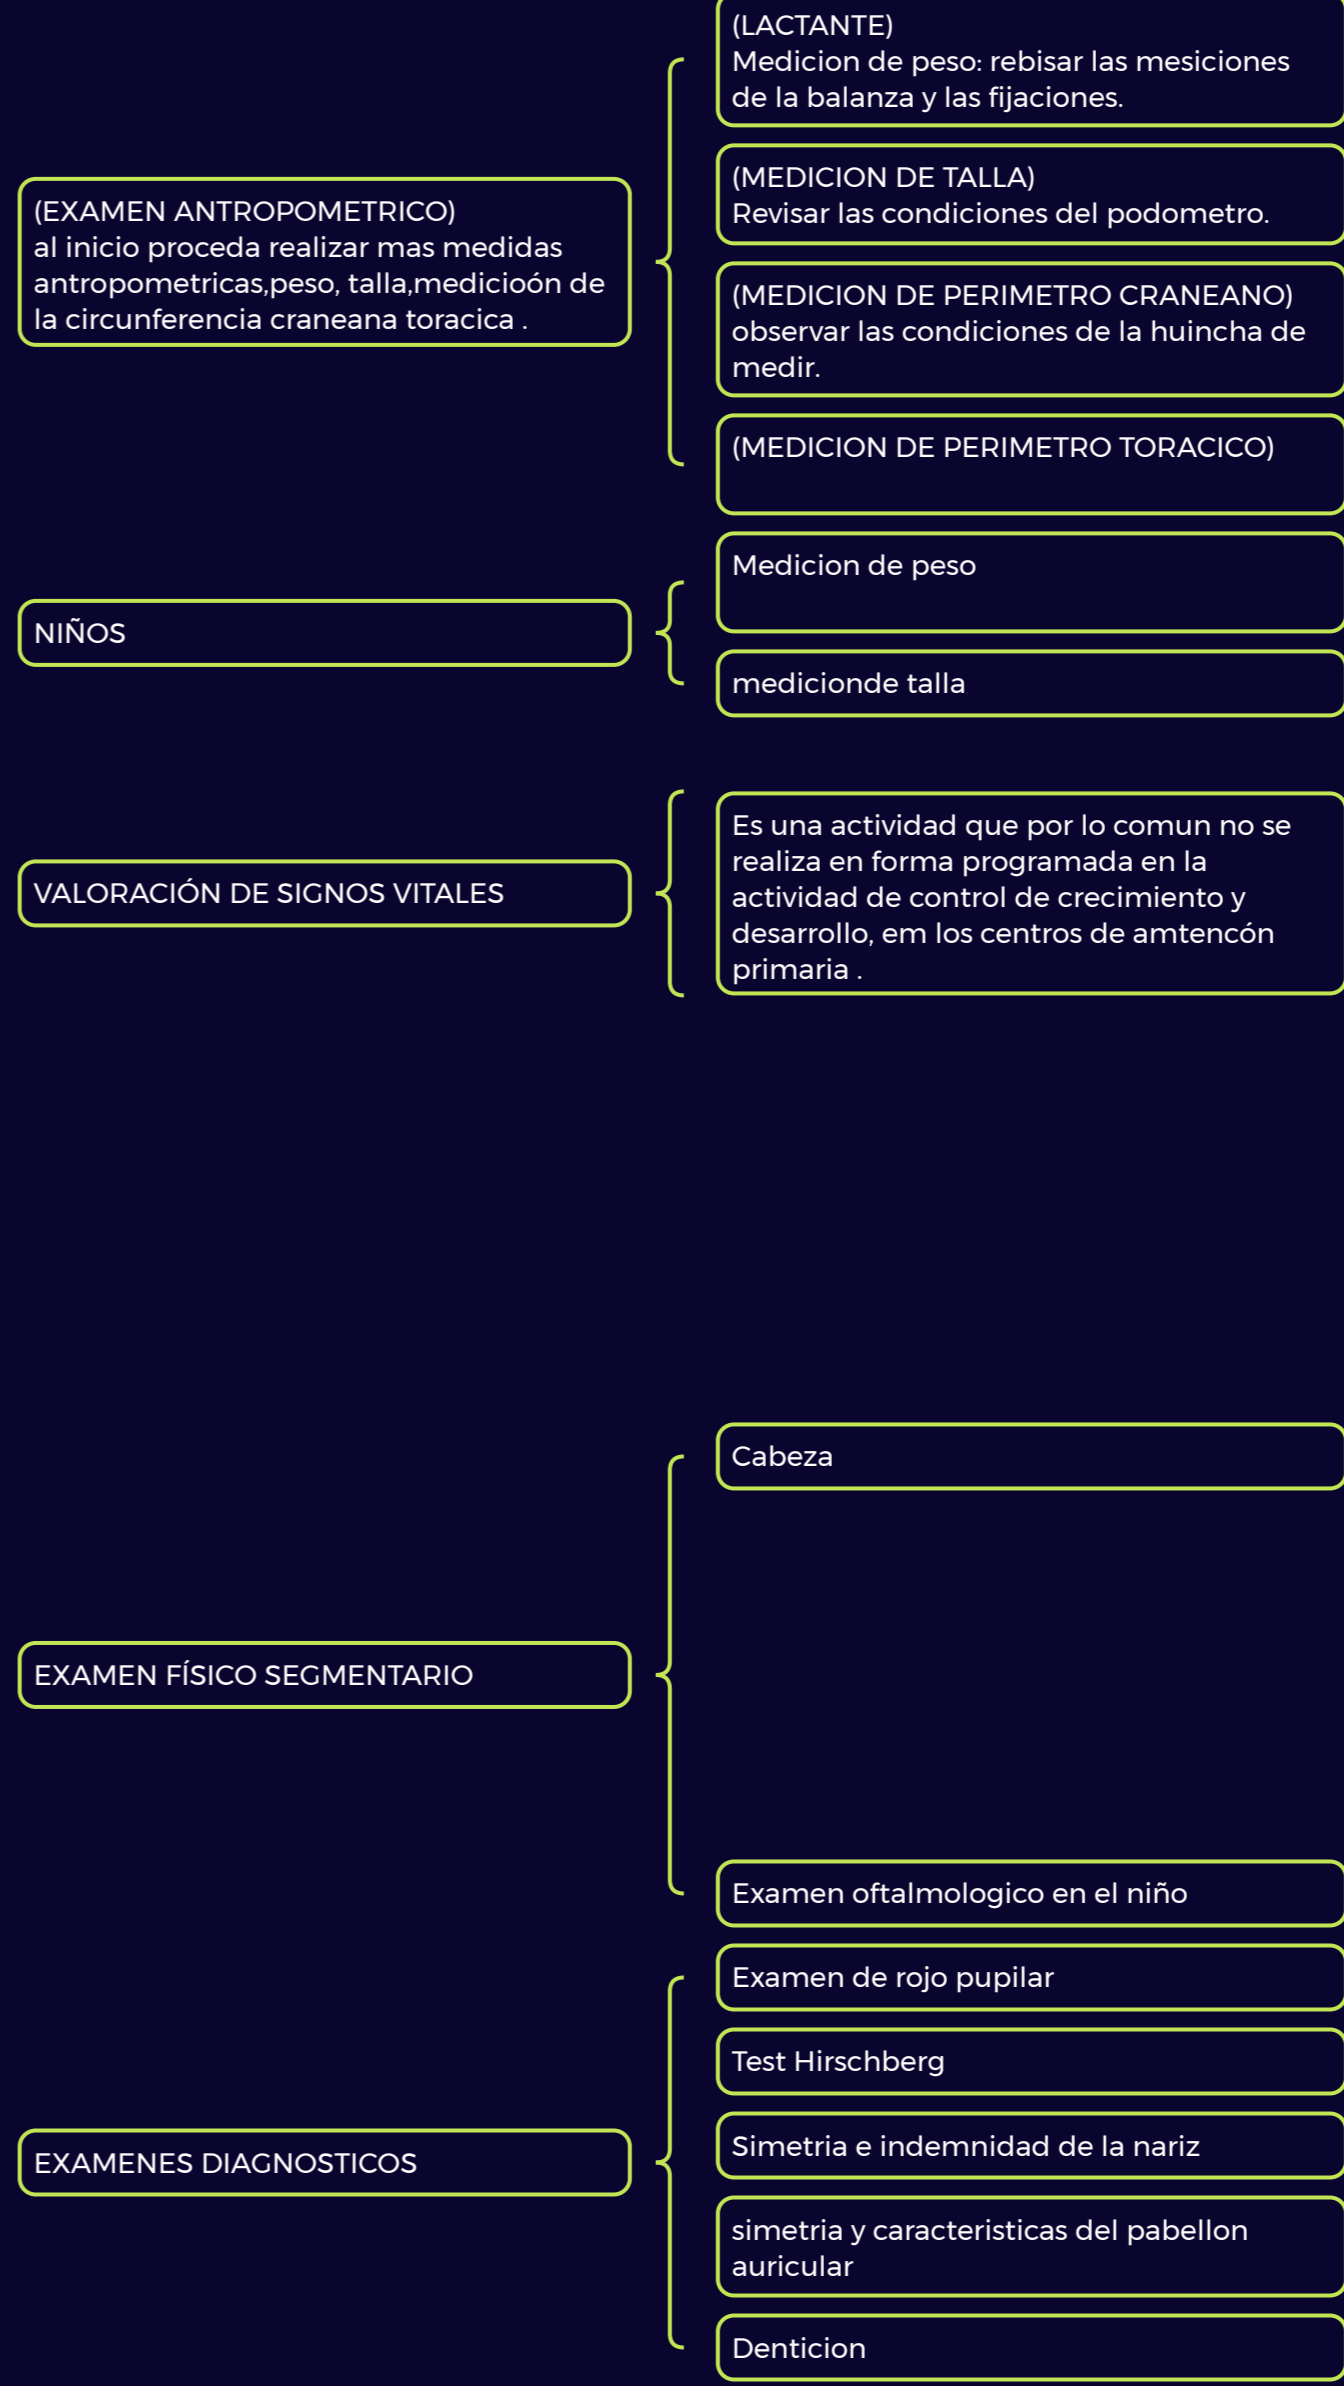 (EXAMEN ANTROPOMETRICO)
al inicio proceda realizar mas medidas
antropometricas,peso, talla,medicioón de
la circunferencia craneana toracica .
(LACTANTE)
Medicion de peso: rebisar las mesiciones
de la balanza y las fijaciones.
(MEDICION DE TALLA)
Revisar las condiciones del podometro.
(MEDICION DE PERIMETRO CRANEANO)
observar las condiciones de la huincha de
medir.
(MEDICION DE PERIMETRO TORACICO)
NIÑOS
Medicion de peso
medicionde talla
VALORACIÓN DE SIGNOS VITALES
Es una actividad que por lo comun no se
realiza en forma programada en la
actividad de control de crecimiento y
desarrollo, em los centros de amtencón
primaria .
EXAMEN FÍSICO SEGMENTARIO
Cabeza
Examen oftalmologico en el niño
EXAMENES DIAGNOSTICOS
Examen de rojo pupilar
Test Hirschberg
Simetria e indemnidad de la nariz
simetria y caracteristicas del pabellon
auricular
Denticion